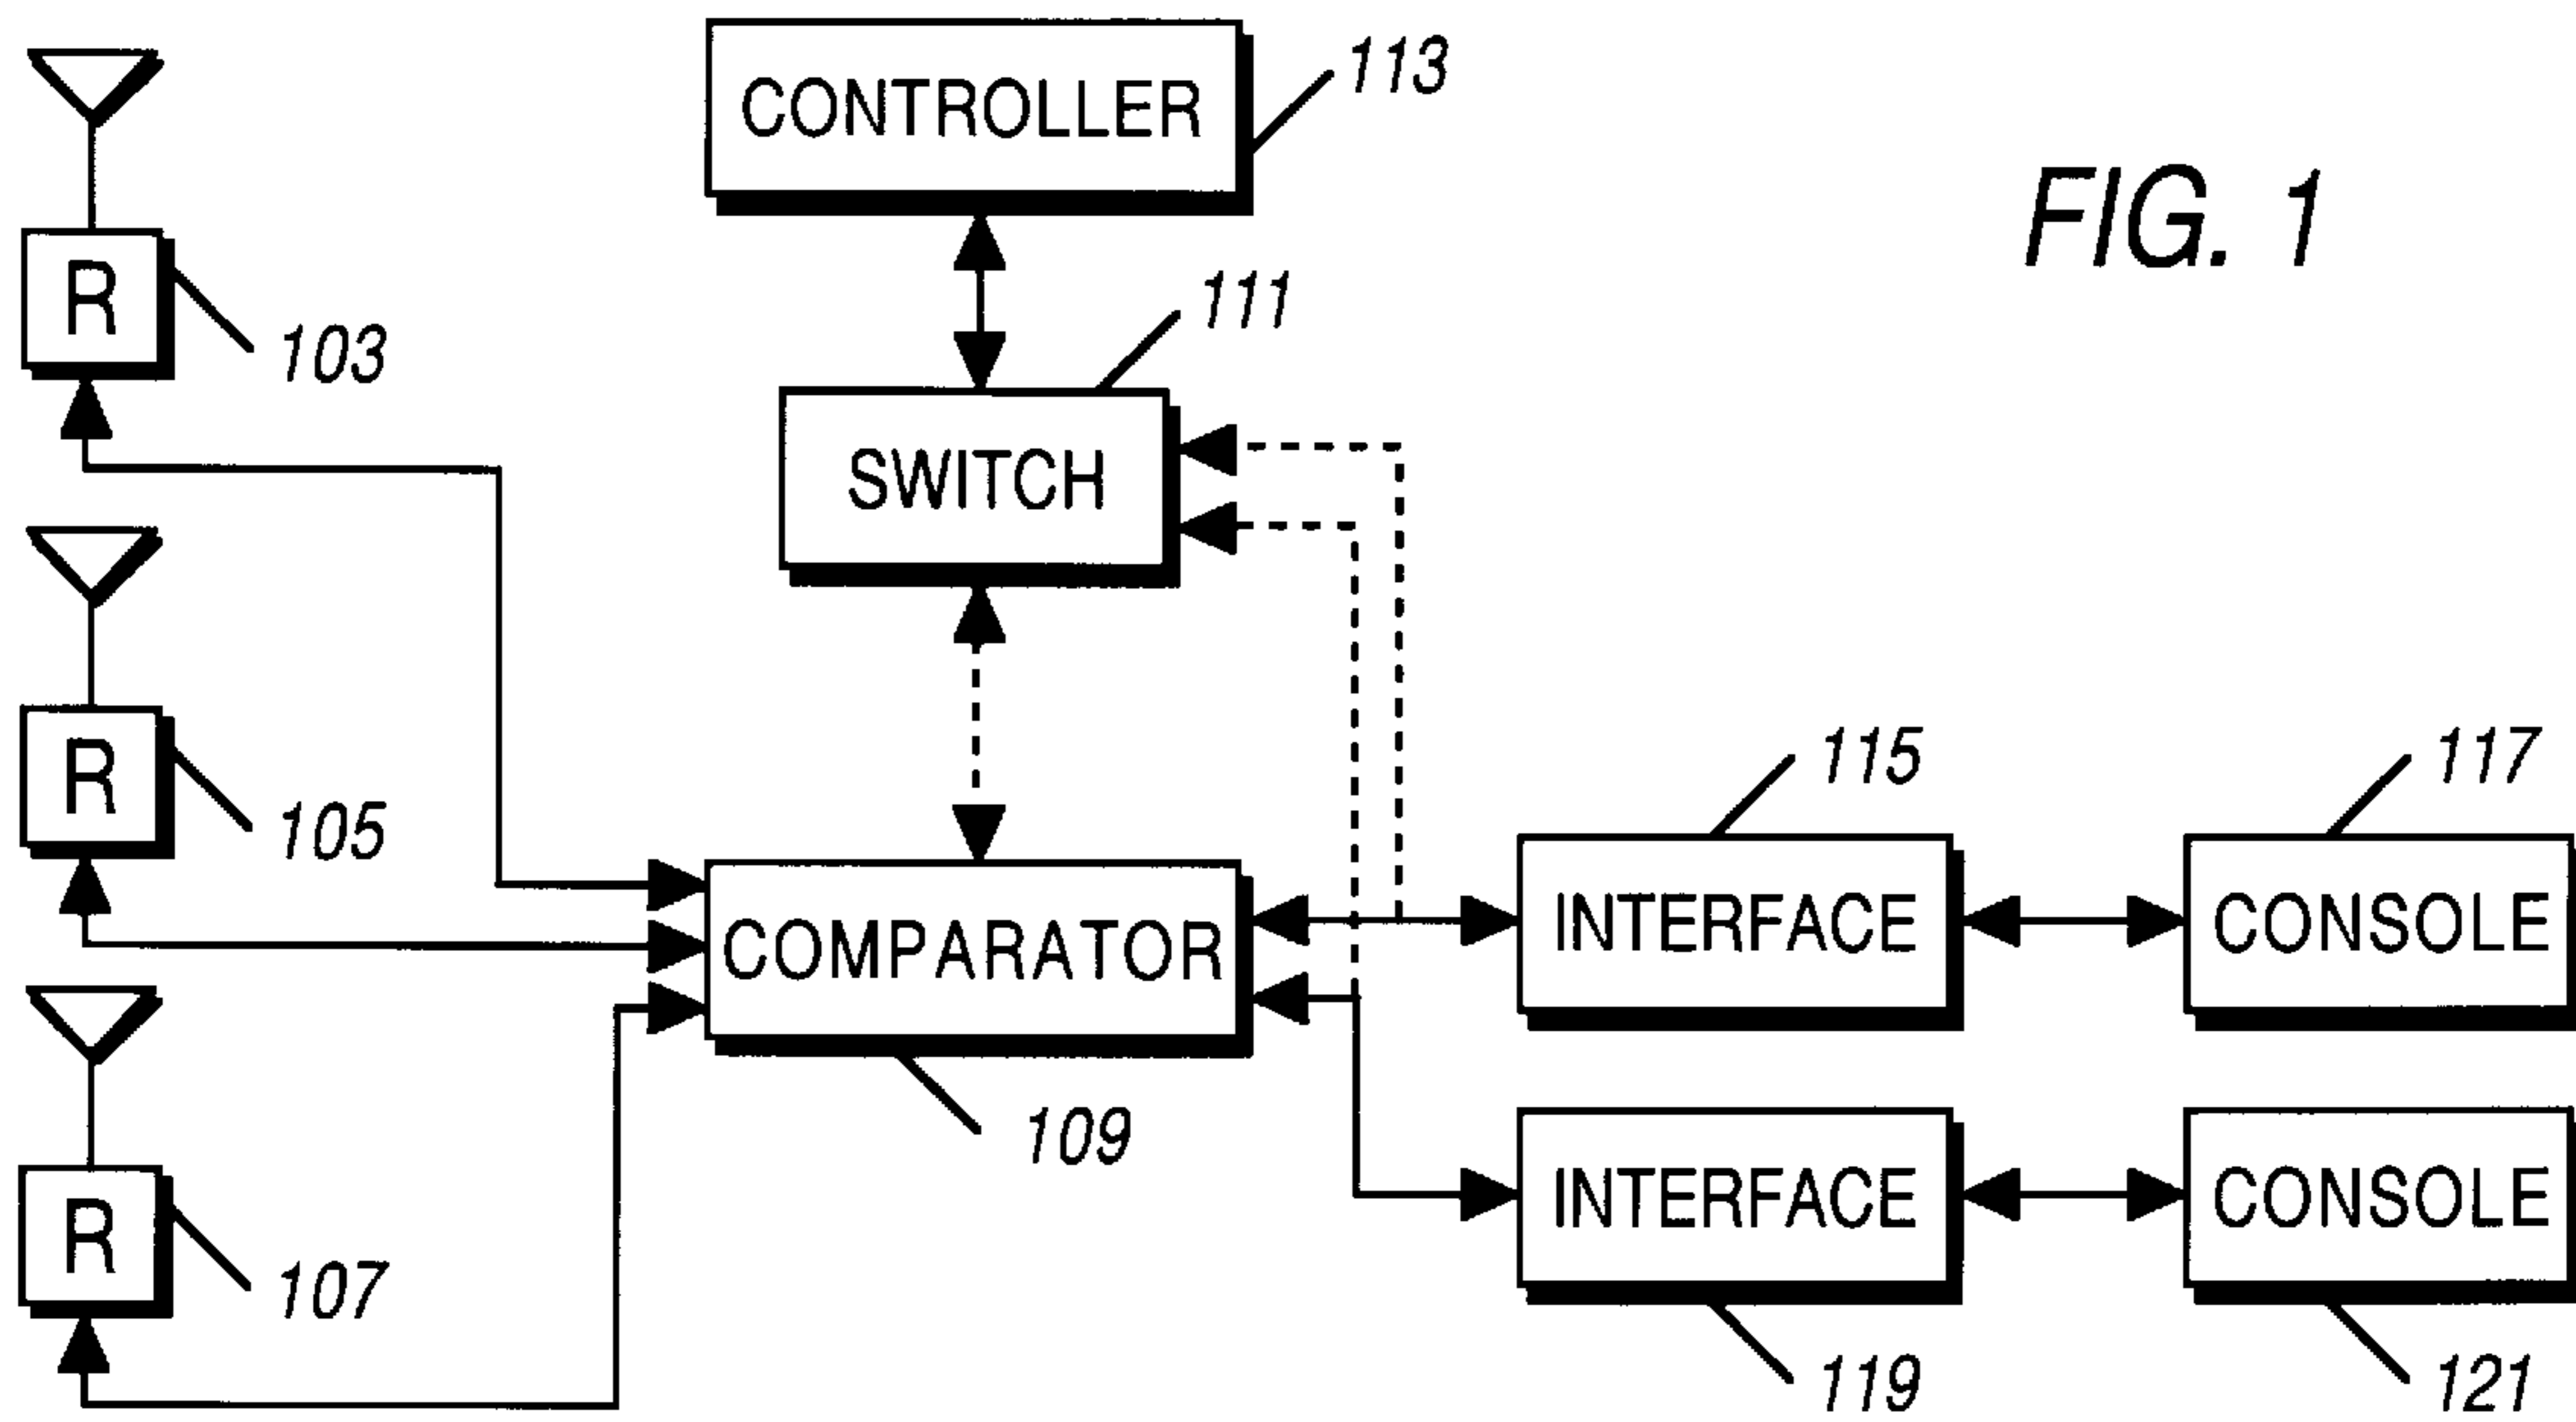 CONTROLLER
113
FIG. 1
R
103
111
SWITCH
R
105
115
117
COMPARATOR
INTERFACE
CONSOLE
109
R
107
INTERFACE
CONSOLE
119
121